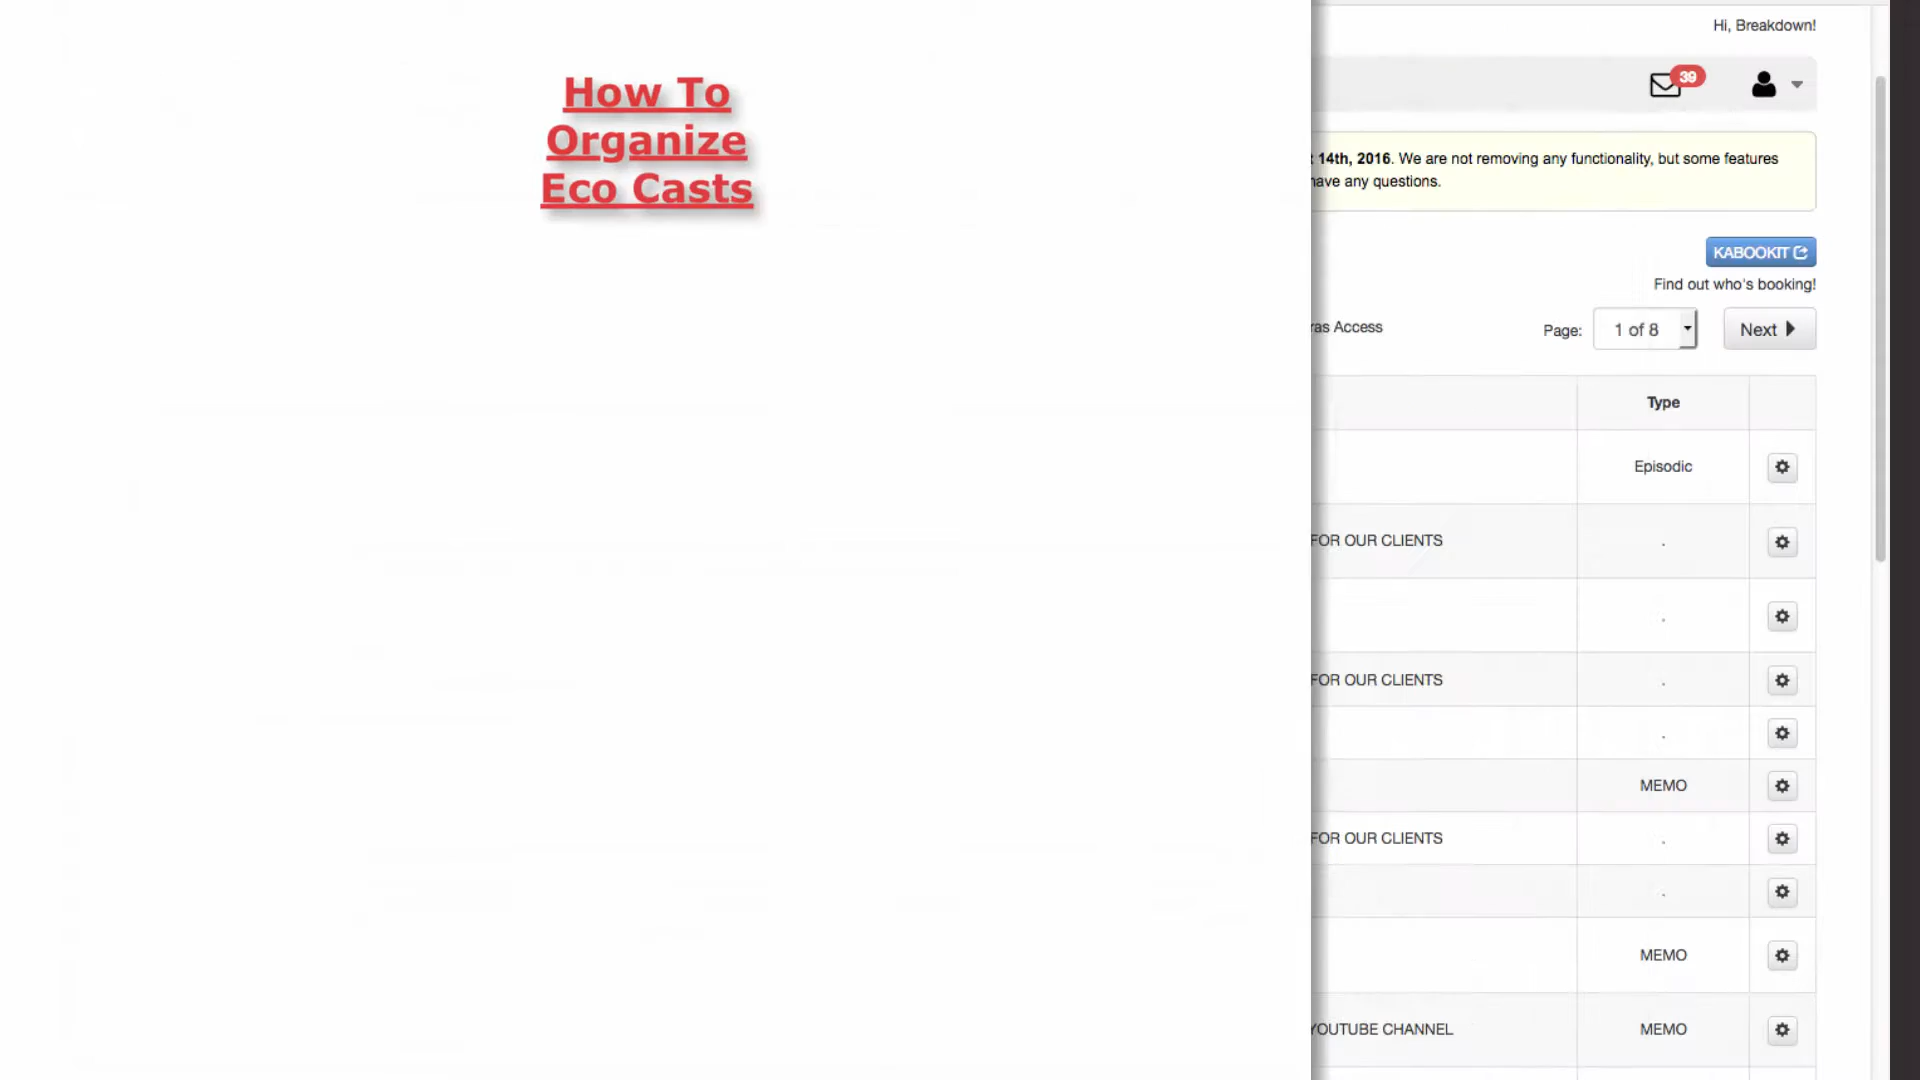 How To
Organize
Eco Casts
Hi, Breakdown!
39
14th, 2016. We are not removing any functionality, but some features
have any questions.
KABOOKIT
Find out who's booking!
Access
Page:
1 of 8
Next
Type
Episodic
FOR OUR CLIENTS
.
.
FOR OUR CLIENTS
.
.
MEMO
FOR OUR CLIENTS
.
.
MEMO
YOUTUBE CHANNEL
MEMO